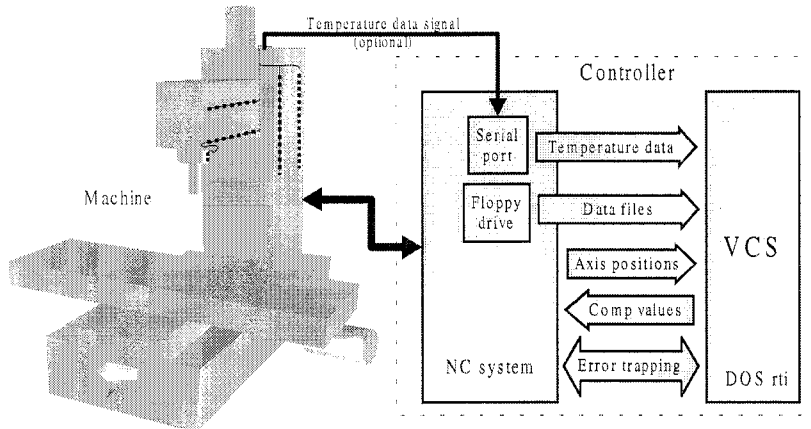 Temperature data signal
(optional)
Controller
Serial
port
Temperature data
Machine
Floppy
drive
Data files
VCS
Axis positions
Comp values
NC system
Error trapping
DOS rti